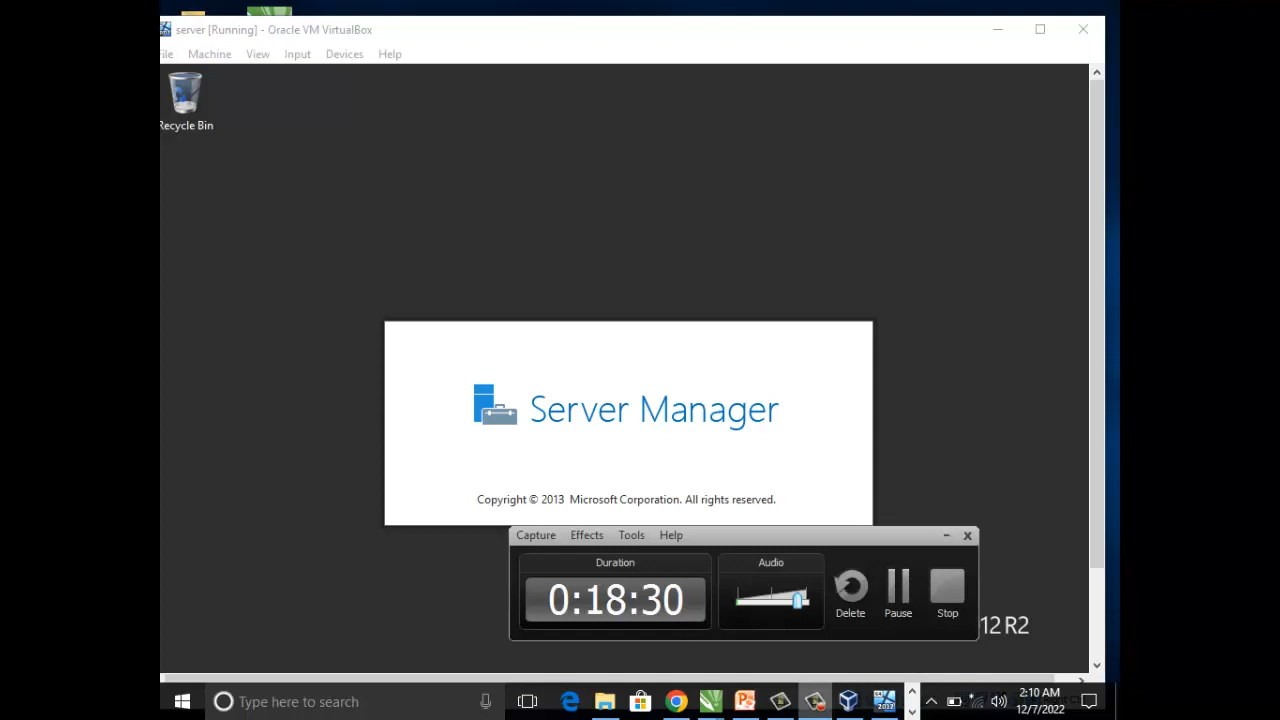 server [Running] - Oracle VM VirtualBox
File Machine View Input Devices Help
Recycle Bin
Server Manager
Copyright © 2013 Microsoft Corporation. All rights reserved.
Capture Effects Tools Help
Duration
Audio
0:18:30
Delete Pause Stop
12 R2
Type here to search
2:10 AM
12/7/2022